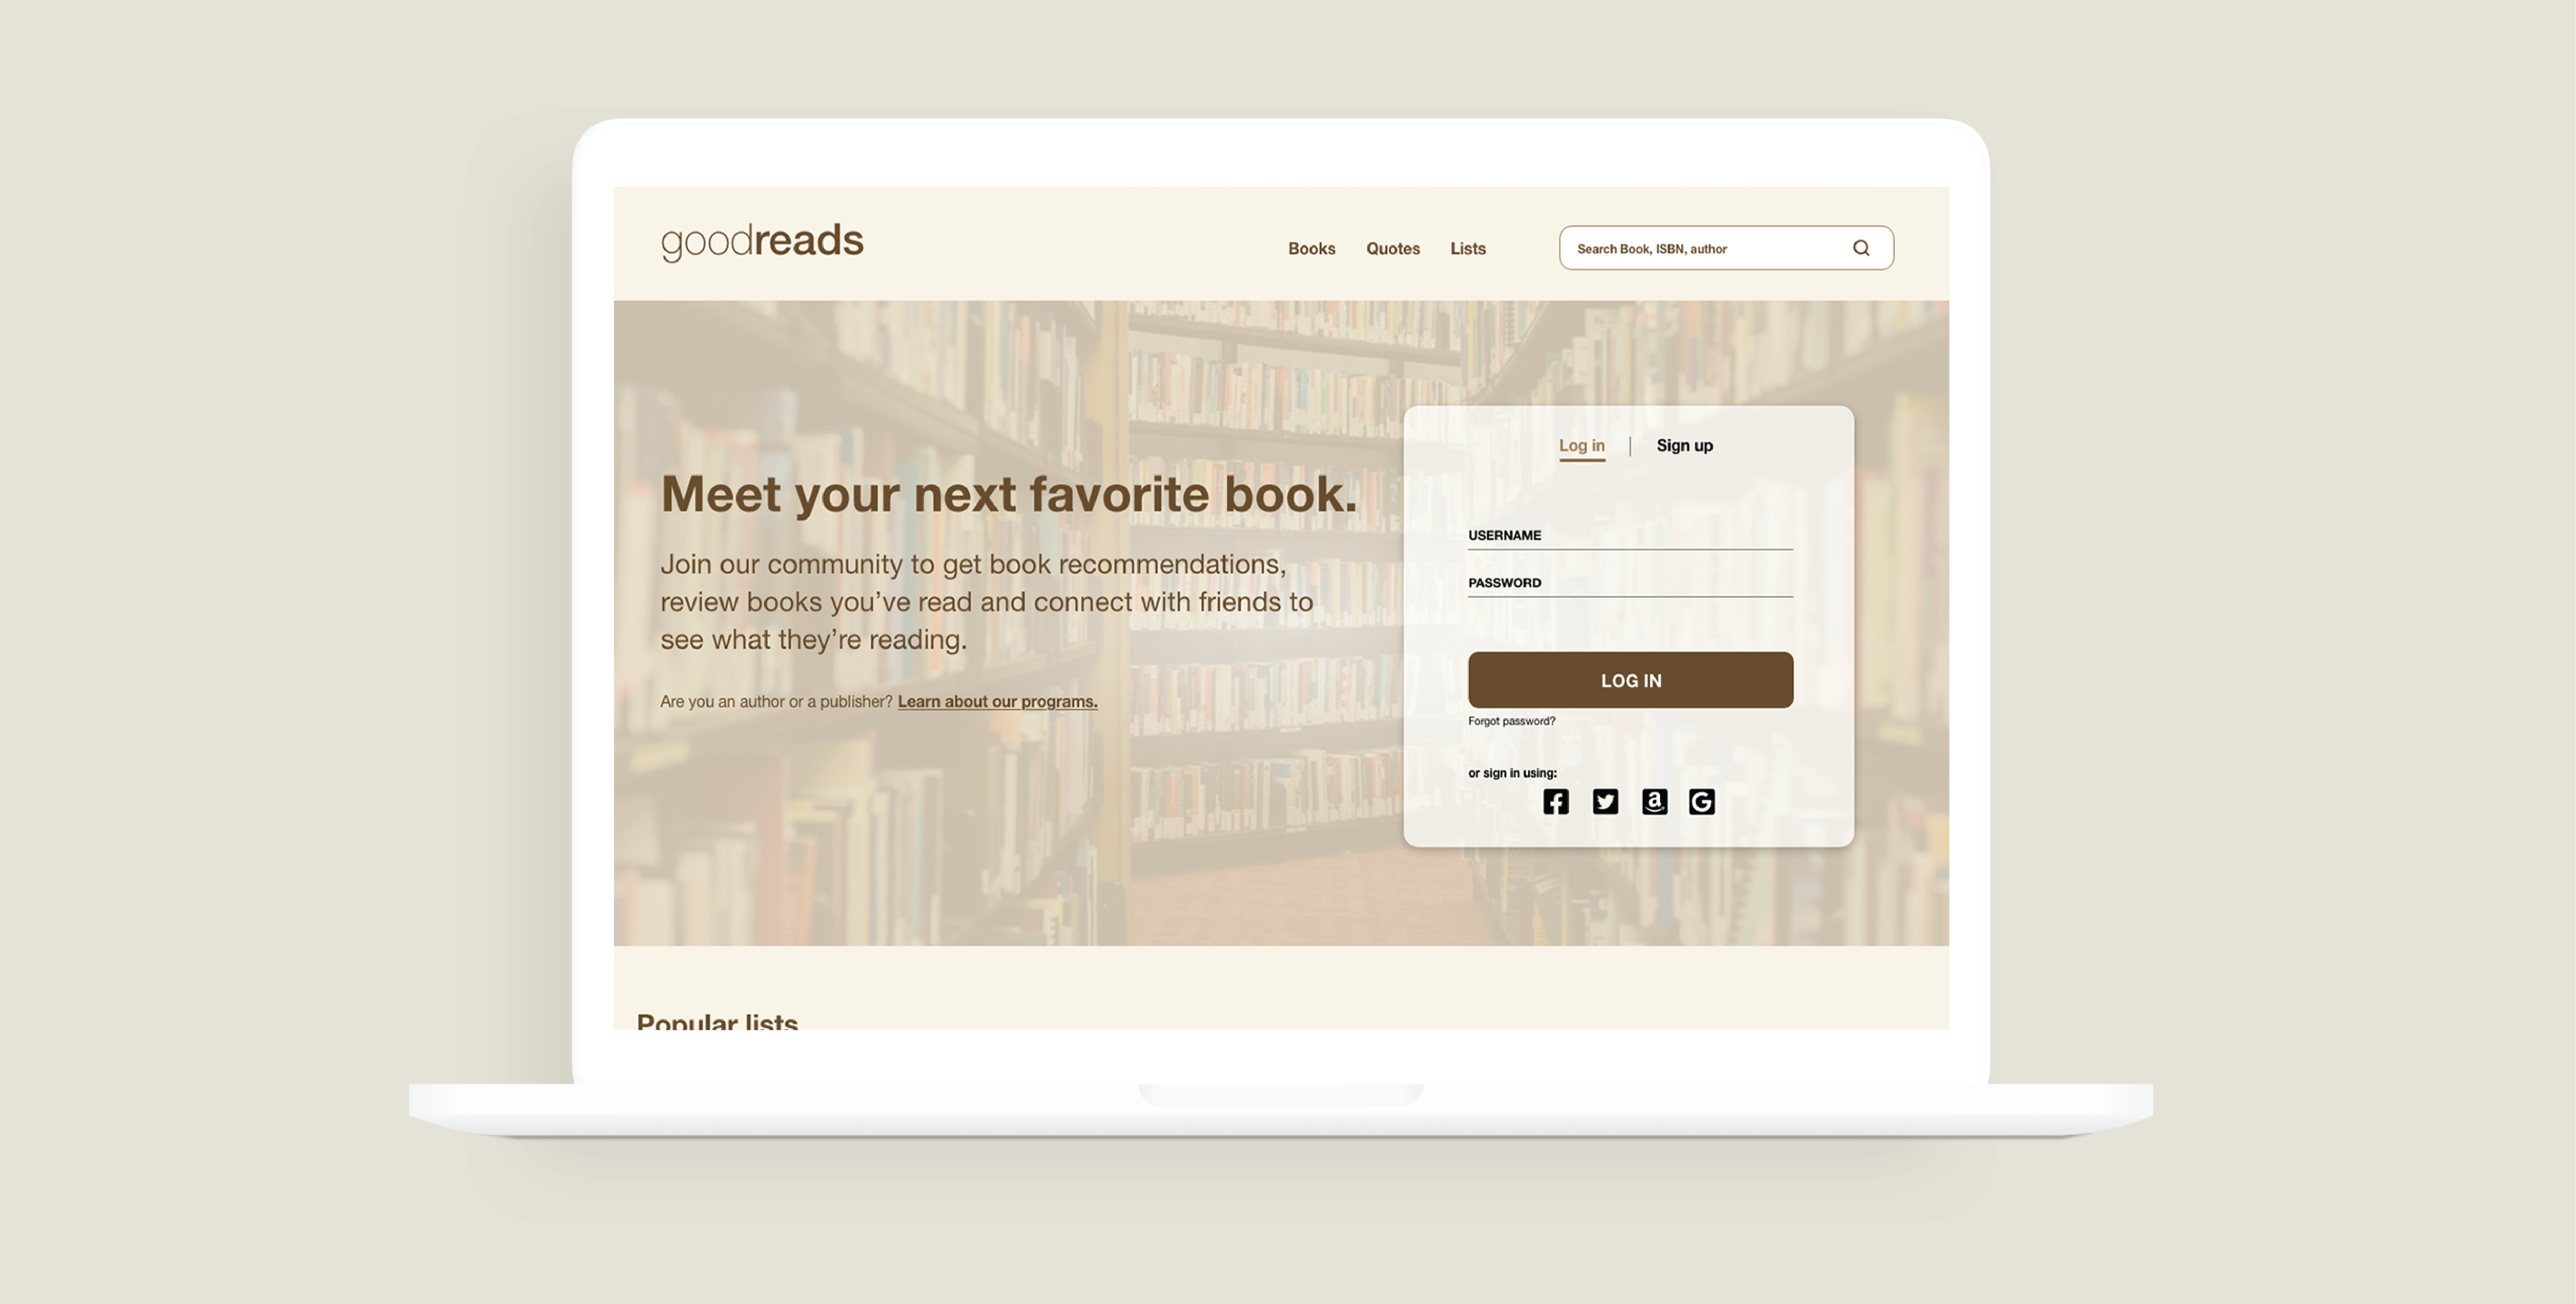 goodreads
Books Quotes Lists
Search Book, ISBN, author
Meet your next favorite book.
Join our community to get book recommendations,
review books you’ve read and connect with friends to
see what they’re reading.
Are you an author or a publisher? Learn about our programs.
Log in | Sign up
USERNAME
PASSWORD
LOG IN
Forgot password?
or sign in using:
Popular lists